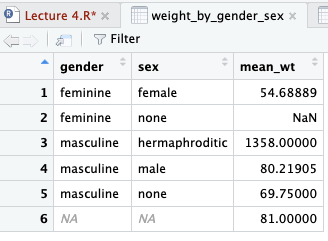 Lecture 4.R* weight_by_gender_sex
Filter
gender sex mean_wt
1 feminine female 54.68889
2 feminine none NaN
3 masculine hermaphroditic 1358.00000
4 masculine male 80.21905
5 masculine none 69.75000
6 NA NA 81.00000